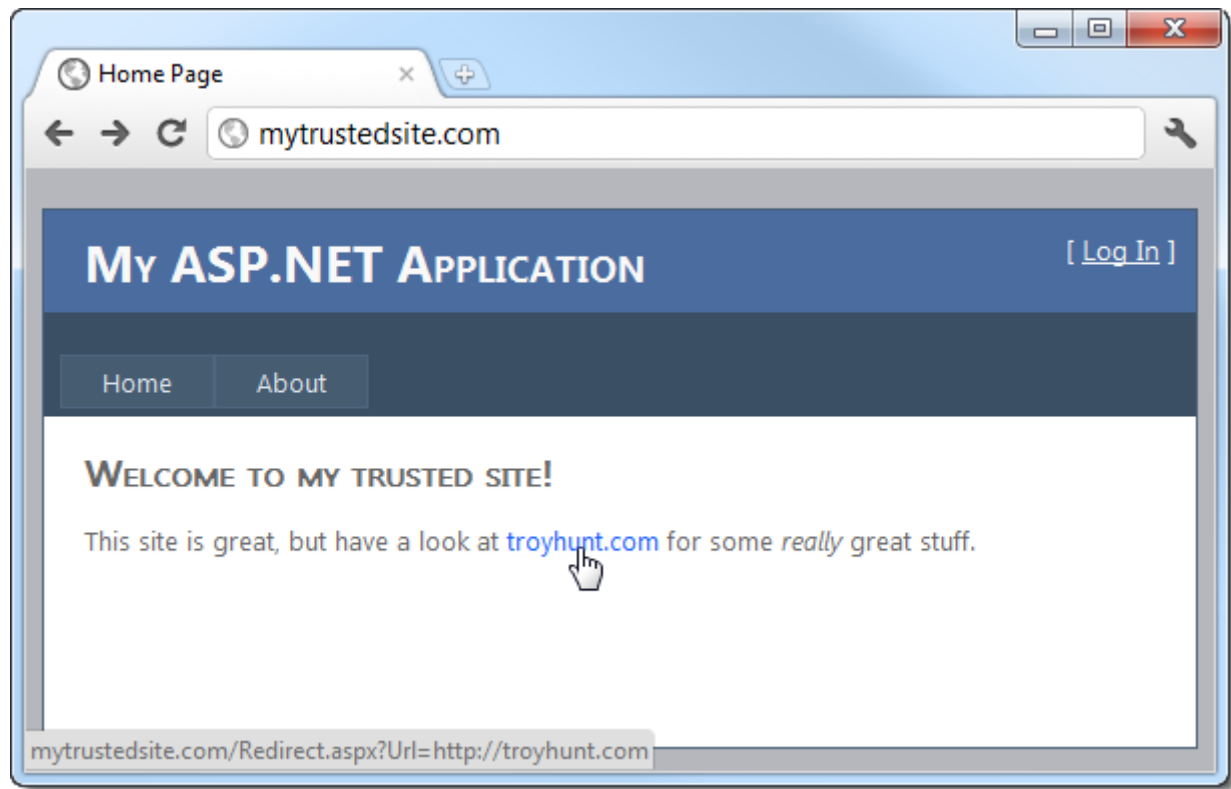 Home Page
mytrustedsite.com
My ASP.NET Application
[ Log In ]
Home
About
Welcome to my trusted site!
This site is great, but have a look at troyhunt.com for some really great stuff.
mytrustedsite.com/Redirect.aspx?Url=http://troyhunt.com